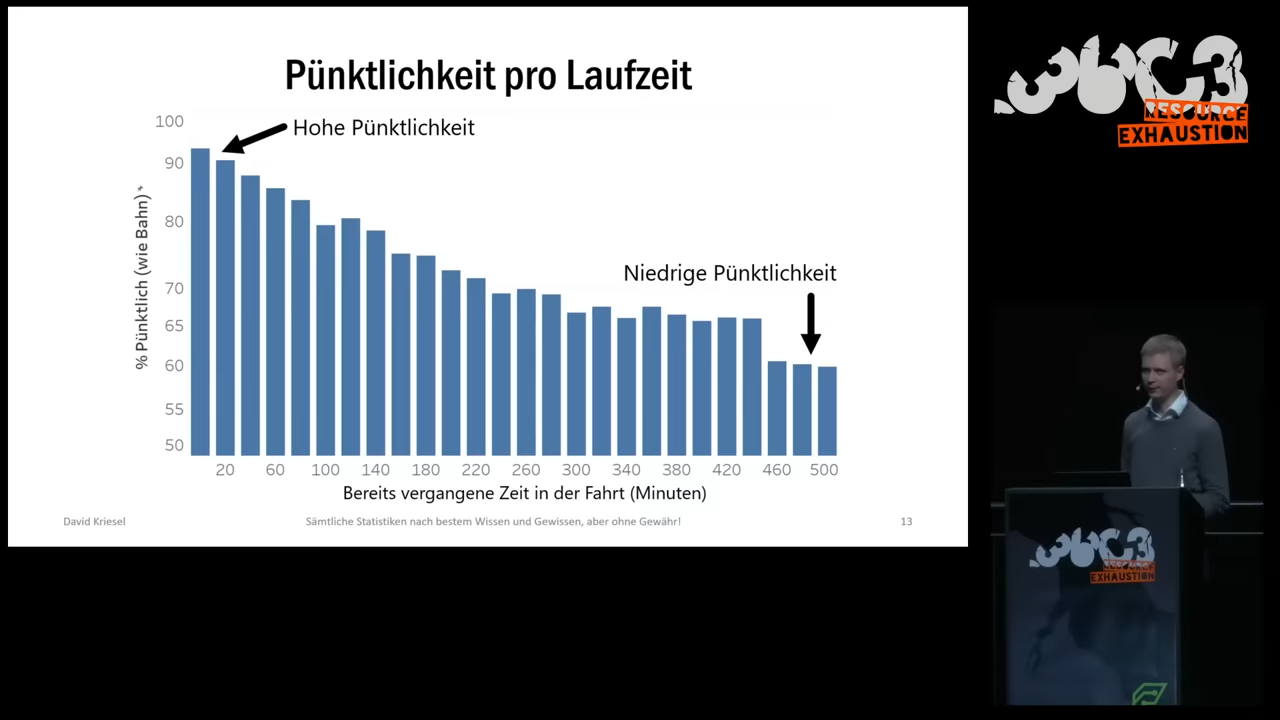 Pünktlichkeit pro Laufzeit
Hohe Pünktlichkeit
Niedrige Pünktlichkeit
% Pünktlich (wie Bahn) *
100
90
80
70
65
60
55
50
20 60 100 140 180 220 260 300 340 380 420 460 500
Bereits vergangene Zeit in der Fahrt (Minuten)
David Kriesel Sämtliche Statistiken nach bestem Wissen und Gewissen, aber ohne Gewähr! 13
36C3
RESOURCE
EXHAUSTION
36C3
RESOURCE
EXHAUSTION